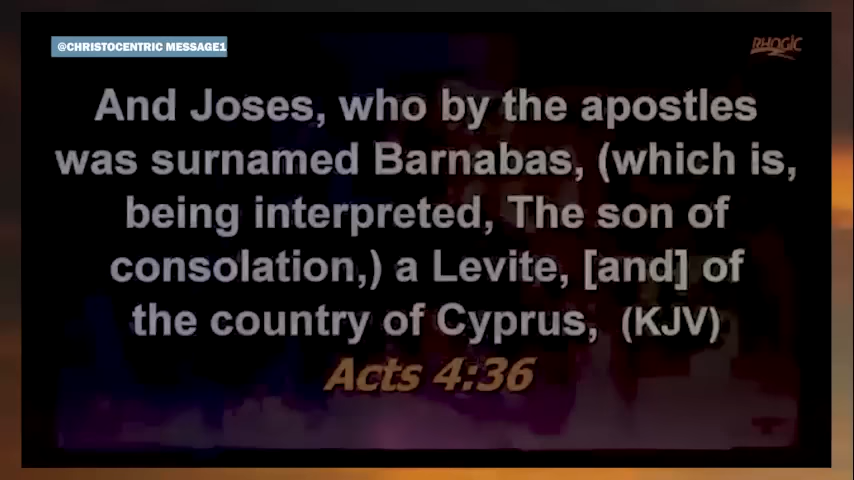 @CHRISTOCENTRIC MESSAGE1
RHOGIC
And Joses, who by the apostles
was surnamed Barnabas, (which is,
being interpreted, The son of
consolation,) a Levite, [and] of
the country of Cyprus, (KJV)
Acts 4:36